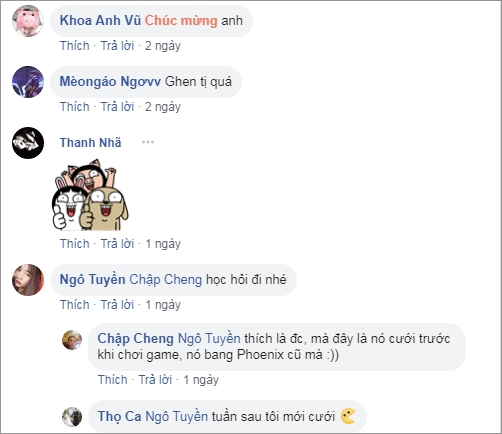 Khoa Anh Vũ Chúc mừng anh
Thích · Trả lời · 2 ngày
Mèongáo Ngơvv Ghen tị quá
Thích · Trả lời · 2 ngày
Thanh Nhã ...
Thích · Trả lời · 1 ngày
Ngô Tuyền Chập Cheng học hỏi đi nhé
Thích · Trả lời · 1 ngày
Chập Cheng Ngô Tuyền thích là đc, mà đây là nó cưới trước
khi chơi game, nó bang Phoenix cũ mà :))
Thích · Trả lời · 1 ngày
Thọ Ca Ngô Tuyền tuần sau tôi mới cưới